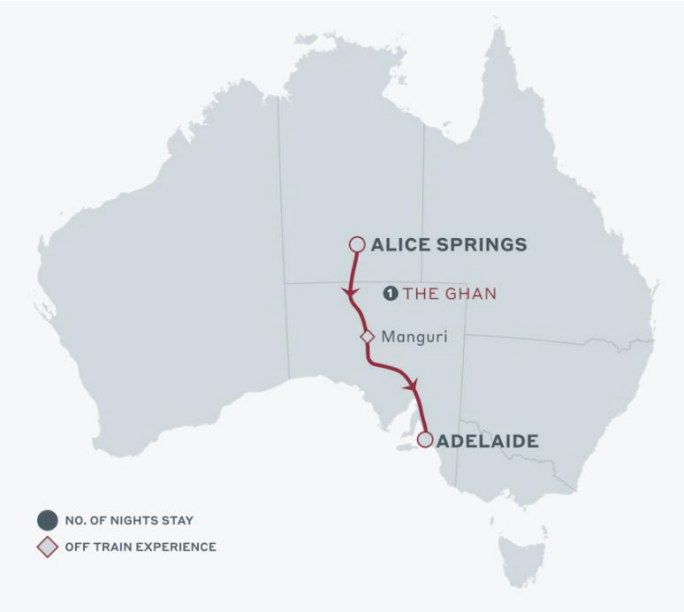 ALICE SPRINGS
1 THE GHAN
Manguri
ADELAIDE
NO. OF NIGHTS STAY
OFF TRAIN EXPERIENCE